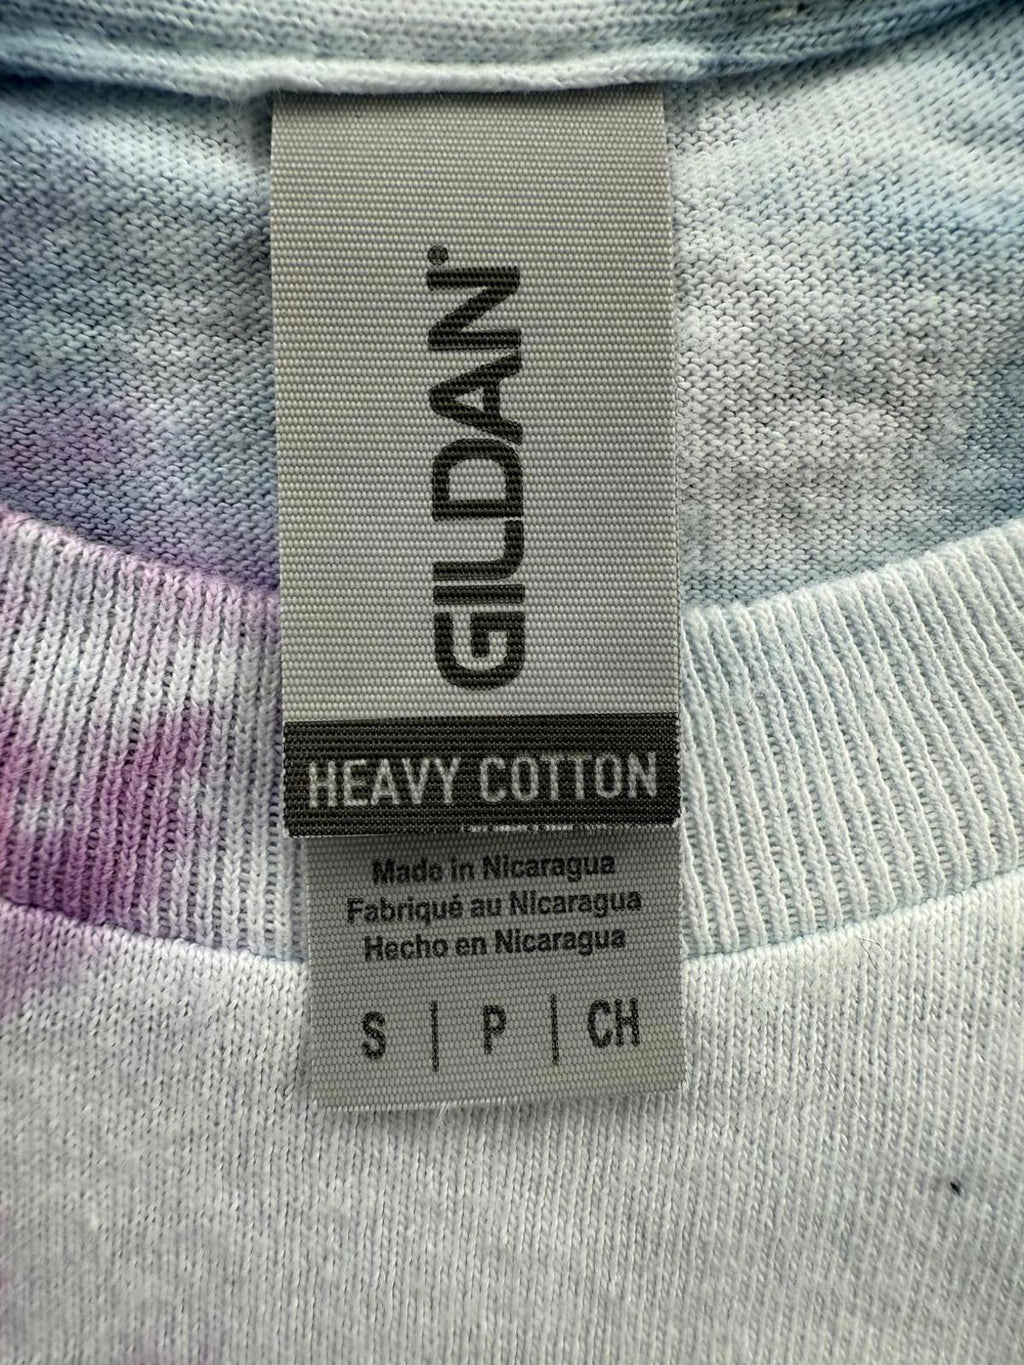 GILDAN®
HEAVY COTTON
Made in Nicaragua
Fabriqué au Nicaragua
Hecho en Nicaragua
S | P | CH